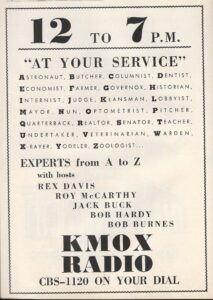 12 TO 7 P.M.
"AT YOUR SERVICE"
ASTRONAUT, BUTCHER, COLUMNIST, DENTIST,
ECONOMIST, FARMER, GOVERNOR, HISTORIAN,
INTERNIST, JUDGE, KLANSMAN, LOBBYIST,
MAYOR, NUN, OPTOMETRIST, PITCHER,
QUARTERBACK, REALTOR, SENATOR, TEACHER,
UNDERTAKER, VETERINARIAN, WARDEN,
X-RAYER, YODELER, ZOOLOGIST...
EXPERTS from A to Z
with hosts
REX DAVIS
ROY McCARTHY
JACK BUCK
BOB HARDY
BOB BURNES
KMOX
RADIO
CBS-1120 ON YOUR DIAL